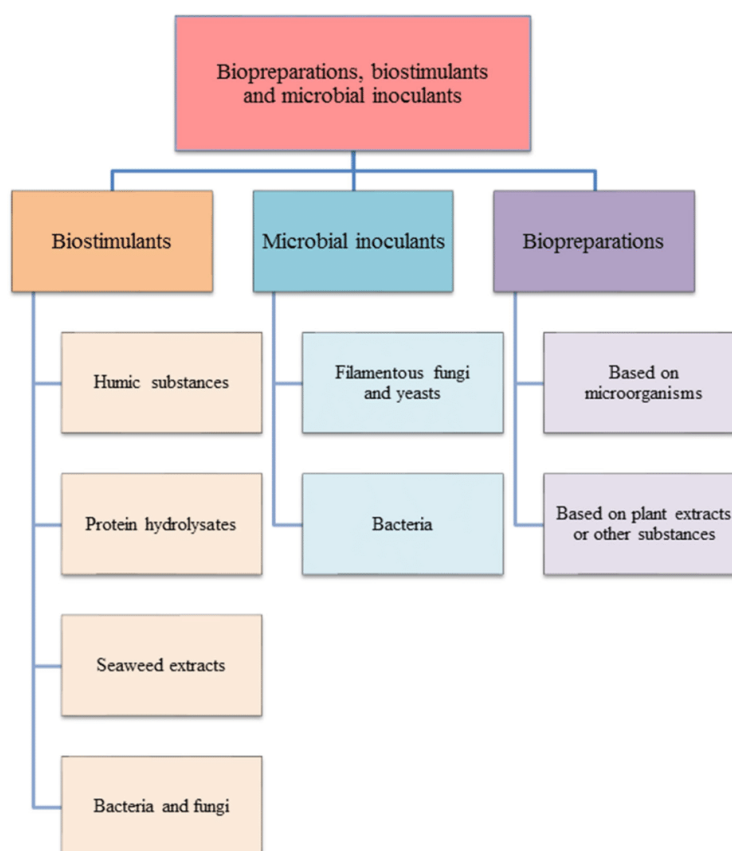 Biopreparations, biostimulants
and microbial inoculants
Biostimulants
Microbial inoculants
Biopreparations
Humic substances
Filamentous fungi
and yeasts
Based on
microorganisms
Protein hydrolysates
Bacteria
Based on plant extracts
or other substances
Seaweed extracts
Bacteria and fungi